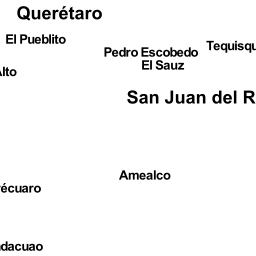 Querétaro
El Pueblito
Tequisqu
Pedro Escobedo
El Sauz
Alto
San Juan del R
Amealco
écuaro
dacuao